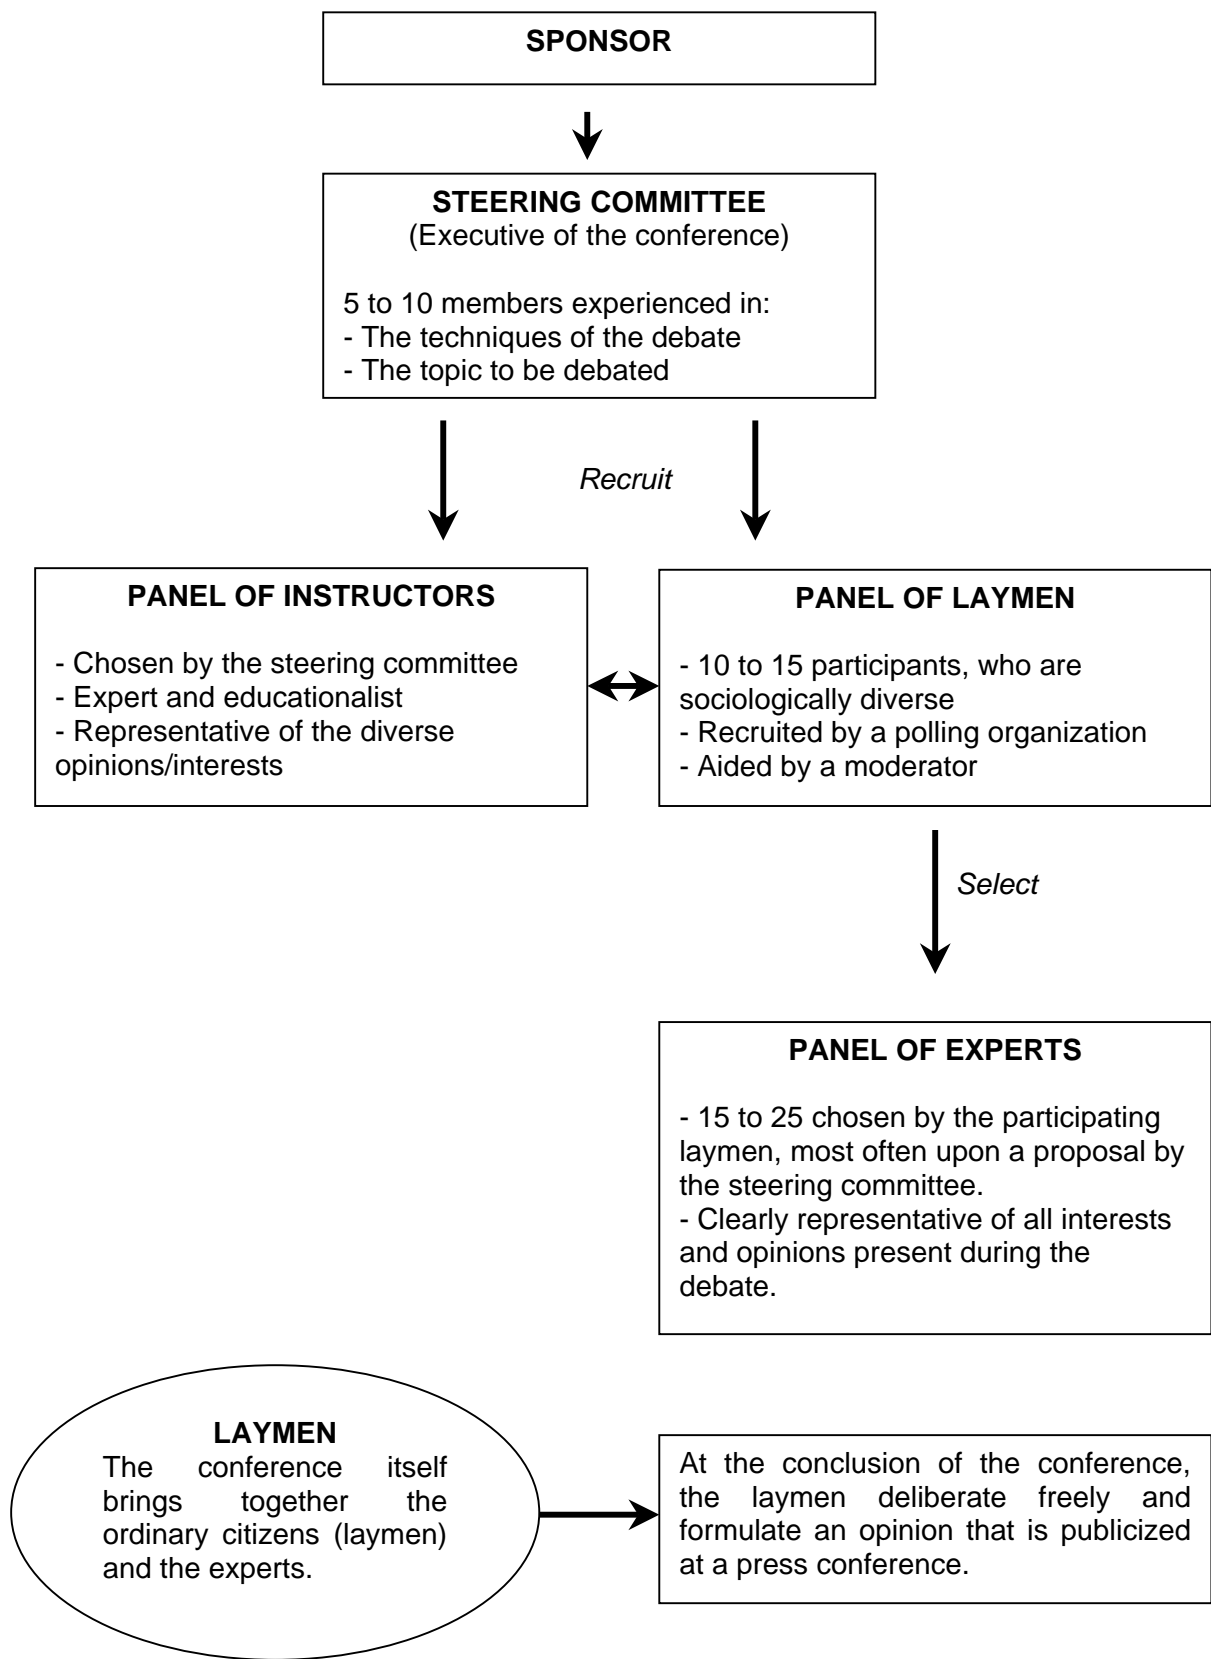 SPONSOR
STEERING COMMITTEE
(Executive of the conference)
5 to 10 members experienced in:
- The techniques of the debate
- The topic to be debated
Recruit
PANEL OF INSTRUCTORS
- Chosen by the steering committee
- Expert and educationalist
- Representative of the diverse
opinions/interests
PANEL OF LAYMEN
- 10 to 15 participants, who are
sociologically diverse
- Recruited by a polling organization
- Aided by a moderator
Select
PANEL OF EXPERTS
- 15 to 25 chosen by the participating
laymen, most often upon a proposal by
the steering committee.
- Clearly representative of all interests
and opinions present during the
debate.
LAYMEN
The conference itself
brings together the
ordinary citizens (laymen)
and the experts.
At the conclusion of the conference,
the laymen deliberate freely and
formulate an opinion that is publicized
at a press conference.